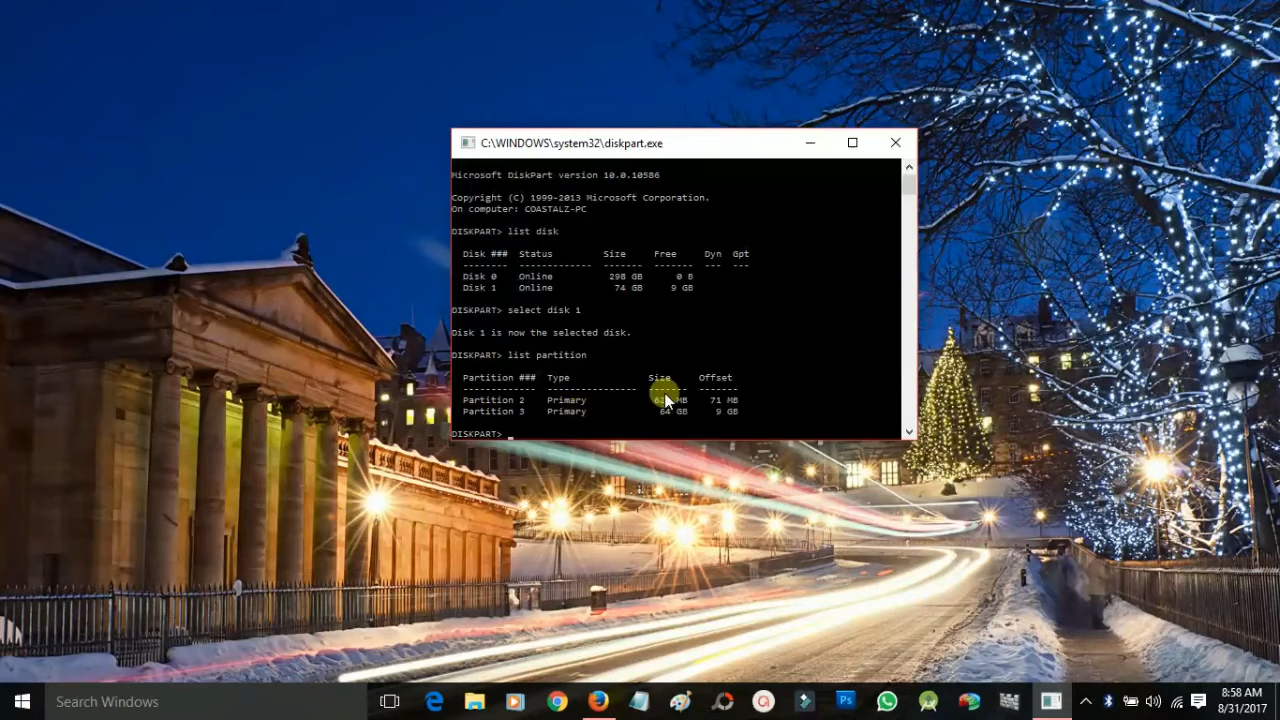 C:\WINDOWS\system32\diskpart.exe
Microsoft DiskPart version 10.0.10586
Copyright (C) 1999-2013 Microsoft Corporation.
On computer: COASTALZ-PC
DISKPART> list disk
Disk ### Status Size Free Dyn Gpt
-------- ------------- ------- ------- --- ---
Disk 0 Online 298 GB 0 B
Disk 1 Online 74 GB 9 GB
DISKPART> select disk 1
Disk 1 is now the selected disk.
DISKPART> list partition
Partition ### Type Size Offset
------------- ---------------- ------- -------
Partition 2 Primary MB 71 MB
Partition 3 Primary 64 GB 9 GB
DISKPART>
Search Windows
Ps
8:58 AM
8/31/2017